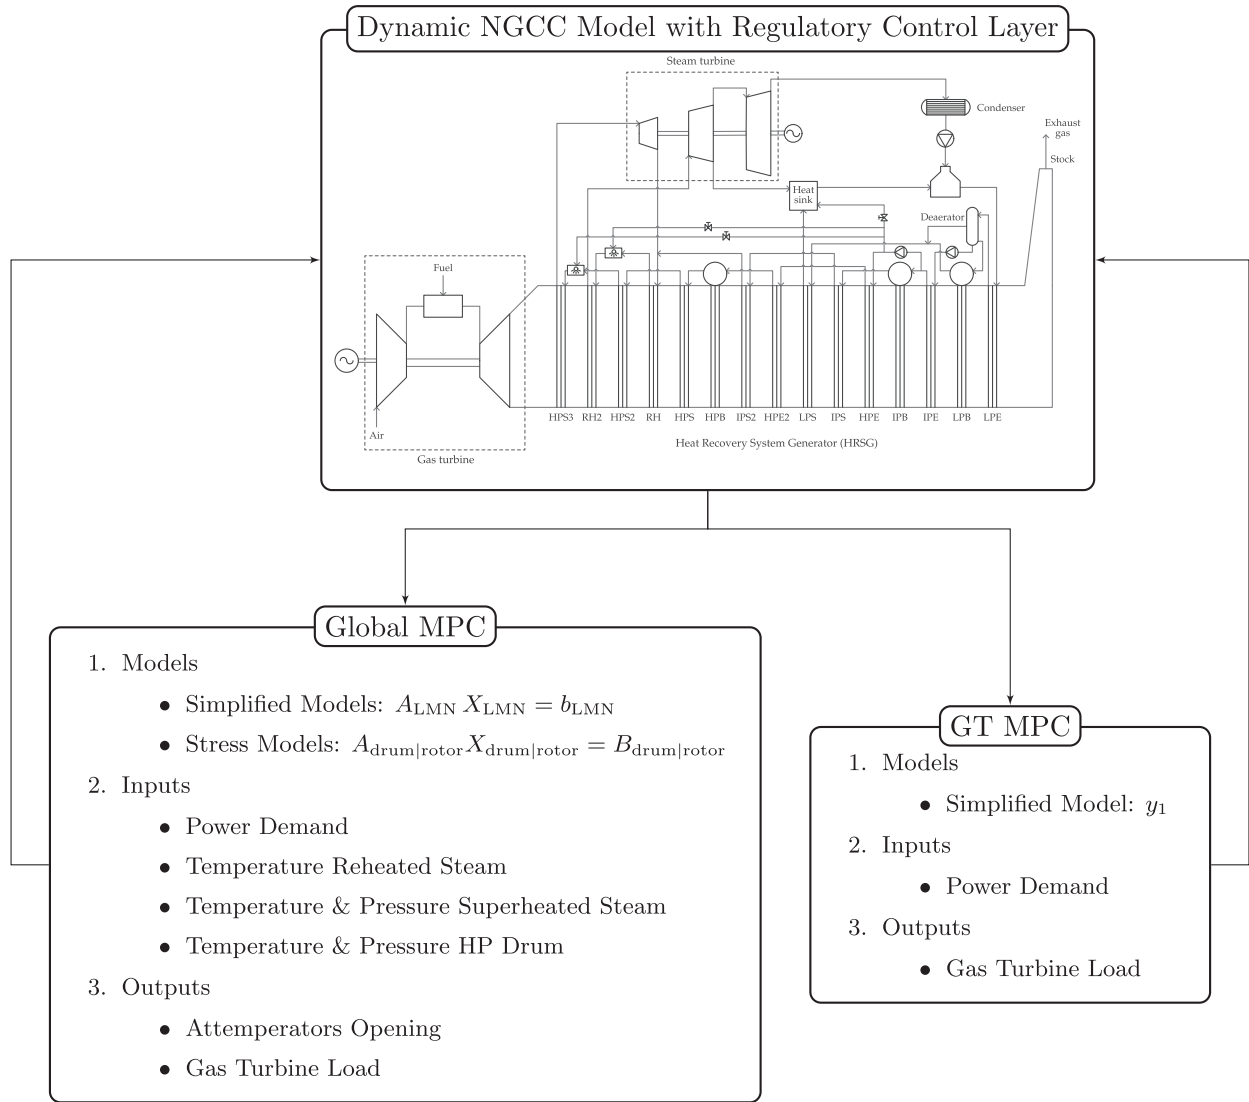 Dynamic NGCC Model with Regulatory Control Layer
Steam turbine
Condenser
Exhaust
gas
Stock
Heat
sink
Deaerator
Fuel
Air
Gas turbine
HPS3 RH2 HPS2 RH HPS HPB IPS2 HPE2 LPS IPS HPE IPB IPE LPB LPE
Heat Recovery System Generator (HRSG)
Global MPC
1. Models
• Simplified Models: A_LMN X_LMN = b_LMN
• Stress Models: A_drum|rotor X_drum|rotor = B_drum|rotor
2. Inputs
• Power Demand
• Temperature Reheated Steam
• Temperature & Pressure Superheated Steam
• Temperature & Pressure HP Drum
3. Outputs
• Attemperators Opening
• Gas Turbine Load
GT MPC
1. Models
• Simplified Model: y_1
2. Inputs
• Power Demand
3. Outputs
• Gas Turbine Load